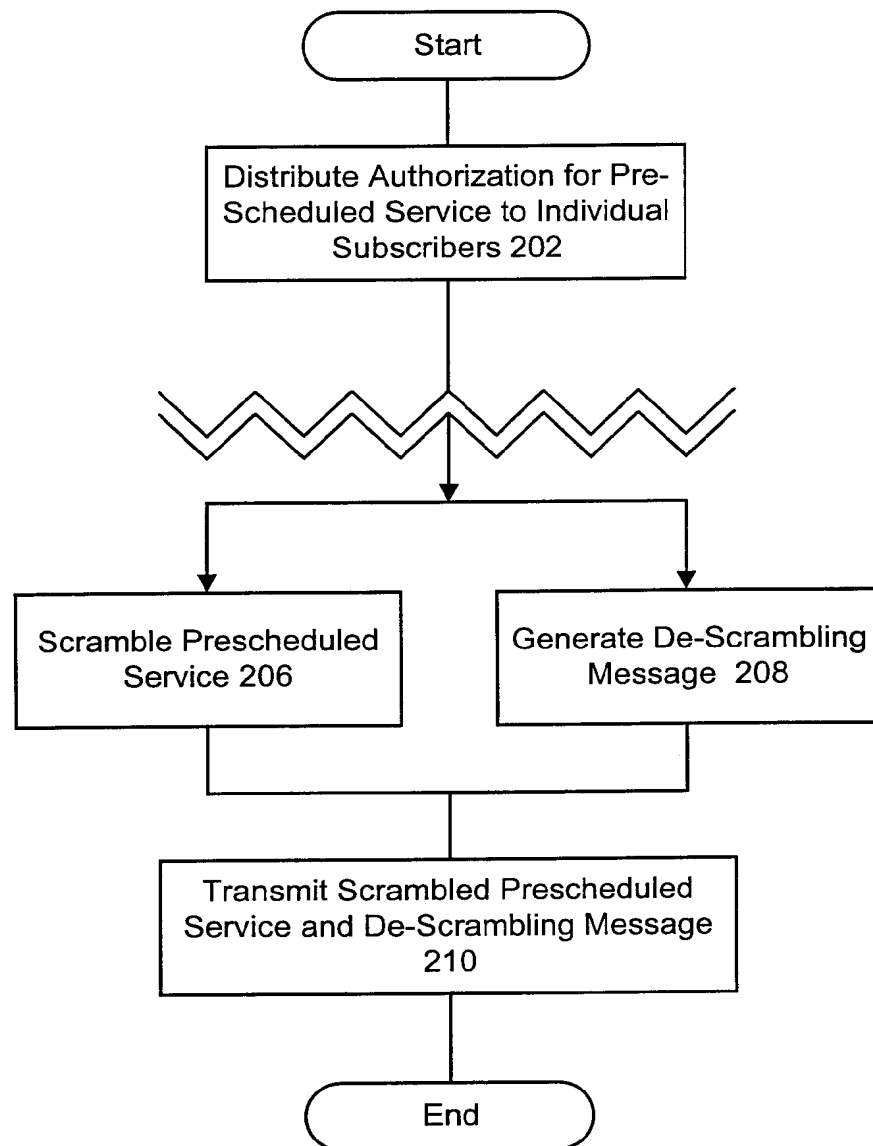 Start
Distribute Authorization for Pre-
Scheduled Service to Individual
Subscribers 202
Scramble Prescheduled
Service 206
Generate De-Scrambling
Message 208
Transmit Scrambled Prescheduled
Service and De-Scrambling Message
210
End